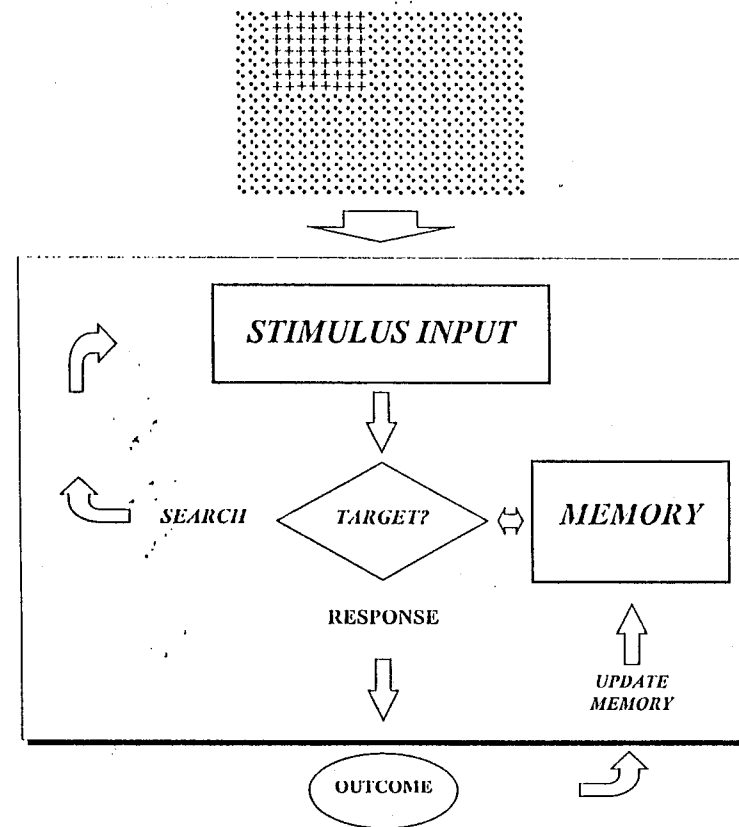 STIMULUS INPUT
SEARCH
TARGET?
MEMORY
RESPONSE
UPDATE
MEMORY
OUTCOME